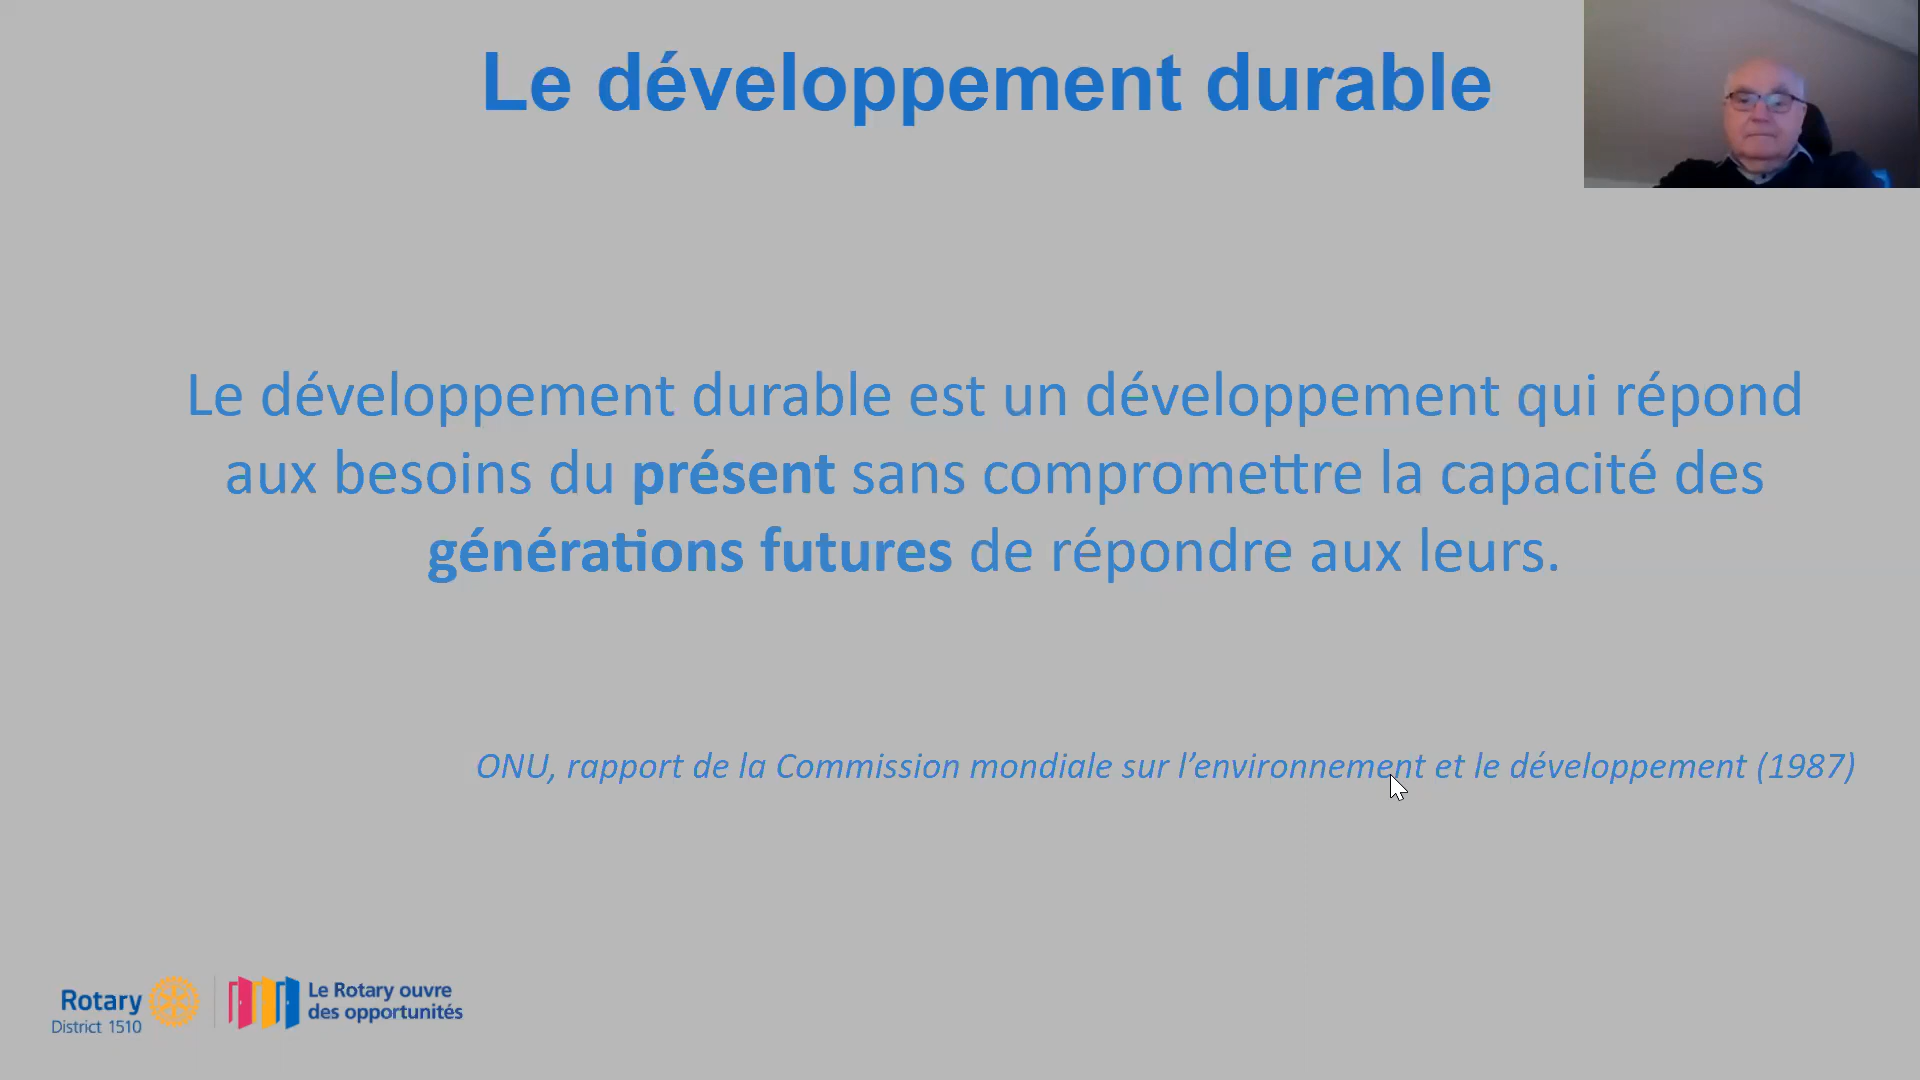 Le développement durable
Le développement durable est un développement qui répond
aux besoins du présent sans compromettre la capacité des
générations futures de répondre aux leurs.
ONU, rapport de la Commission mondiale sur l’environnement et le développement (1987)
Rotary
District 1510
Le Rotary ouvre
des opportunités